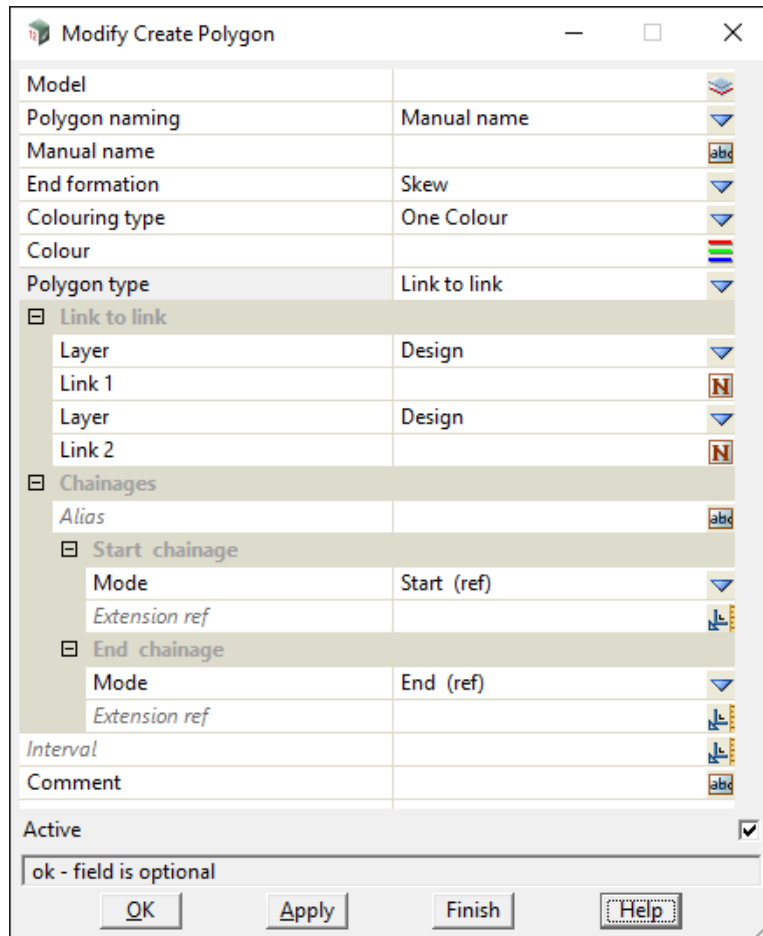 Modify Create Polygon
Model
Polygon naming Manual name
Manual name abc
End formation Skew
Colouring type One Colour
Colour
Polygon type Link to link
Link to link
Layer Design
Link 1 N
Layer Design
Link 2 N
Chainages
Alias abc
Start chainage
Mode Start (ref)
Extension ref
End chainage
Mode End (ref)
Extension ref
Interval
Comment abc
Active
ok - field is optional
OK Apply Finish Help